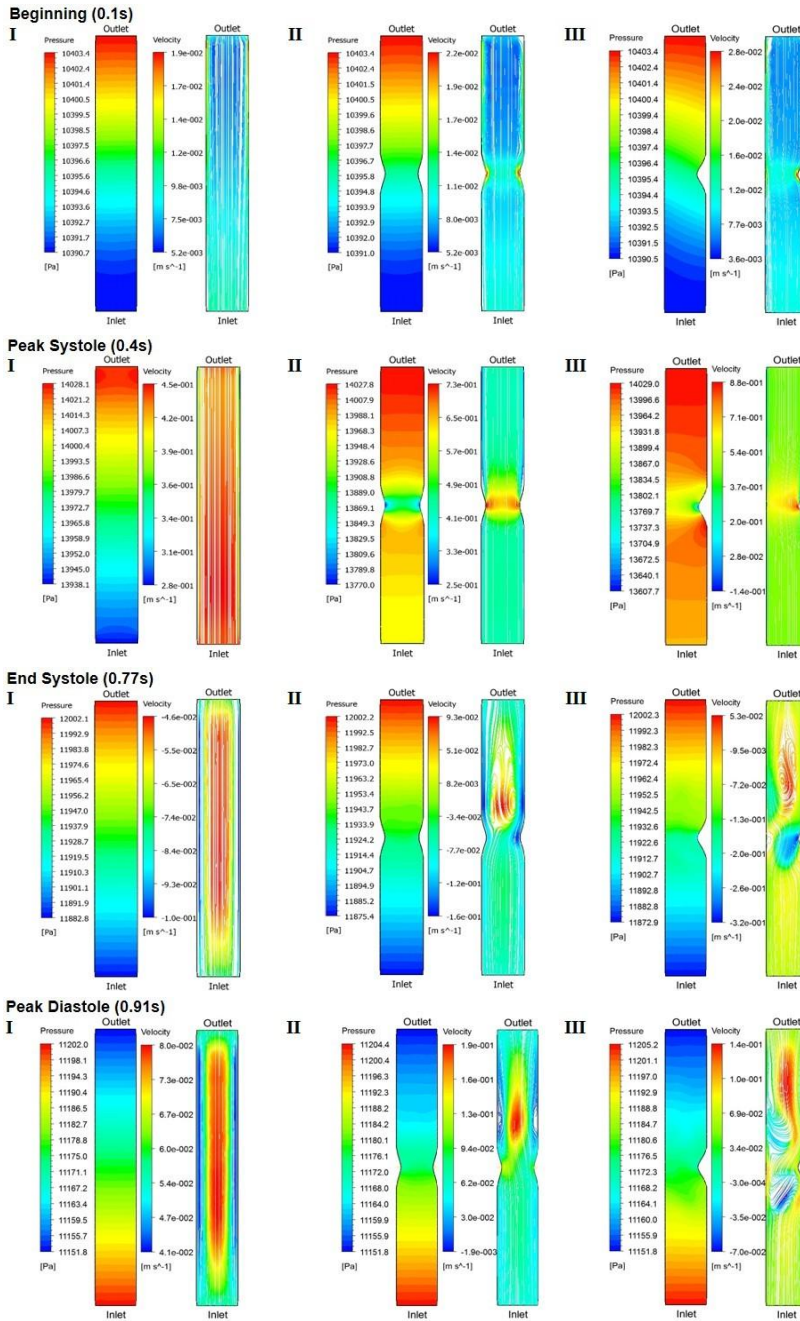 Beginning (0.1s)
I
Outlet
Pressure
10403.4
10402.4
10401.4
10400.5
10399.5
10398.6
10397.6
10396.7
10395.8
10394.8
10393.9
10392.7
10391.7
10390.7
[Pa]
Velocity
1.9e-002
1.7e-002
1.4e-002
1.2e-002
9.8e-003
7.5e-003
5.2e-003
[m s^-1]
Inlet
II
Outlet
Pressure
10403.4
10402.4
10401.5
10400.5
10399.6
10398.6
10397.7
10396.7
10395.8
10394.8
10393.9
10392.9
10391.9
10391.0
[Pa]
Velocity
2.2e-002
1.9e-002
1.7e-002
1.4e-002
1.1e-002
8.0e-003
5.2e-003
[m s^-1]
Inlet
III
Outlet
Pressure
10403.4
10402.4
10401.4
10400.4
10399.4
10398.4
10397.4
10396.4
10395.4
10394.4
10393.5
10392.5
10391.5
10390.5
[Pa]
Velocity
2.8e-002
2.4e-002
2.0e-002
1.6e-002
1.2e-002
7.7e-003
3.6e-003
[m s^-1]
Inlet
Peak Systole (0.4s)
I
Outlet
Pressure
14028.1
14021.2
14014.3
14007.3
14000.4
13993.5
13986.6
13979.7
13972.7
13965.8
13958.9
13952.0
13945.0
13938.1
[Pa]
Velocity
4.5e-001
4.2e-001
3.9e-001
3.6e-001
3.4e-001
3.1e-001
2.8e-001
[m s^-1]
Inlet
II
Outlet
Pressure
14027.8
14007.9
13988.1
13968.3
13948.4
13928.6
13908.8
13889.0
13869.1
13849.3
13829.5
13809.6
13789.8
13770.0
[Pa]
Velocity
7.3e-001
6.5e-001
5.7e-001
4.9e-001
4.1e-001
3.3e-001
2.5e-001
[m s^-1]
Inlet
III
Outlet
Pressure
14029.0
13996.6
13964.2
13931.8
13899.4
13867.0
13834.5
13802.1
13769.7
13737.3
13704.9
13672.5
13640.1
13607.7
[Pa]
Velocity
8.8e-001
7.1e-001
5.4e-001
3.7e-001
2.0e-001
2.8e-002
-1.4e-001
[m s^-1]
Inlet
End Systole (0.77s)
I
Outlet
Pressure
12002.1
11992.9
11983.8
11974.6
11965.4
11956.2
11947.0
11937.9
11928.7
11919.5
11910.3
11901.1
11891.9
11882.8
[Pa]
Velocity
-4.6e-002
-5.5e-002
-6.5e-002
-7.4e-002
-8.4e-002
-9.3e-002
-1.0e-001
[m s^-1]
Inlet
II
Outlet
Pressure
12002.2
11992.5
11982.7
11973.0
11963.2
11953.5
11943.7
11933.9
11924.2
11914.4
11904.7
11894.9
11885.2
11875.4
[Pa]
Velocity
9.3e-002
5.1e-002
8.2e-003
-3.4e-002
-7.7e-002
-1.2e-001
-1.6e-001
[m s^-1]
Inlet
III
Outlet
Pressure
12002.3
11992.3
11982.3
11972.4
11962.4
11952.5
11942.5
11932.6
11922.6
11912.7
11902.7
11892.8
11882.8
11872.9
[Pa]
Velocity
5.3e-002
-9.5e-003
-7.2e-002
-1.3e-001
-2.0e-001
-2.6e-001
-3.2e-001
[m s^-1]
Inlet
Peak Diastole (0.91s)
I
Outlet
Pressure
11202.0
11198.1
11194.3
11190.4
11186.5
11182.7
11178.8
11175.0
11171.1
11167.2
11163.4
11159.5
11155.7
11151.8
[Pa]
Velocity
8.0e-002
7.3e-002
6.7e-002
6.0e-002
5.4e-002
4.7e-002
4.1e-002
[m s^-1]
Inlet
II
Outlet
Pressure
11204.4
11200.4
11196.3
11192.3
11188.2
11184.2
11180.1
11176.1
11172.0
11168.0
11164.0
11159.9
11155.9
11151.8
[Pa]
Velocity
1.9e-001
1.6e-001
1.3e-001
9.4e-002
6.2e-002
3.0e-002
-1.9e-003
[m s^-1]
Inlet
III
Outlet
Pressure
11205.2
11201.1
11197.0
11192.9
11188.8
11184.7
11180.6
11176.5
11172.3
11168.2
11164.1
11160.0
11155.9
11151.8
[Pa]
Velocity
1.4e-001
1.0e-001
6.9e-002
3.4e-002
-3.0e-004
-3.5e-002
-7.0e-002
[m s^-1]
Inlet